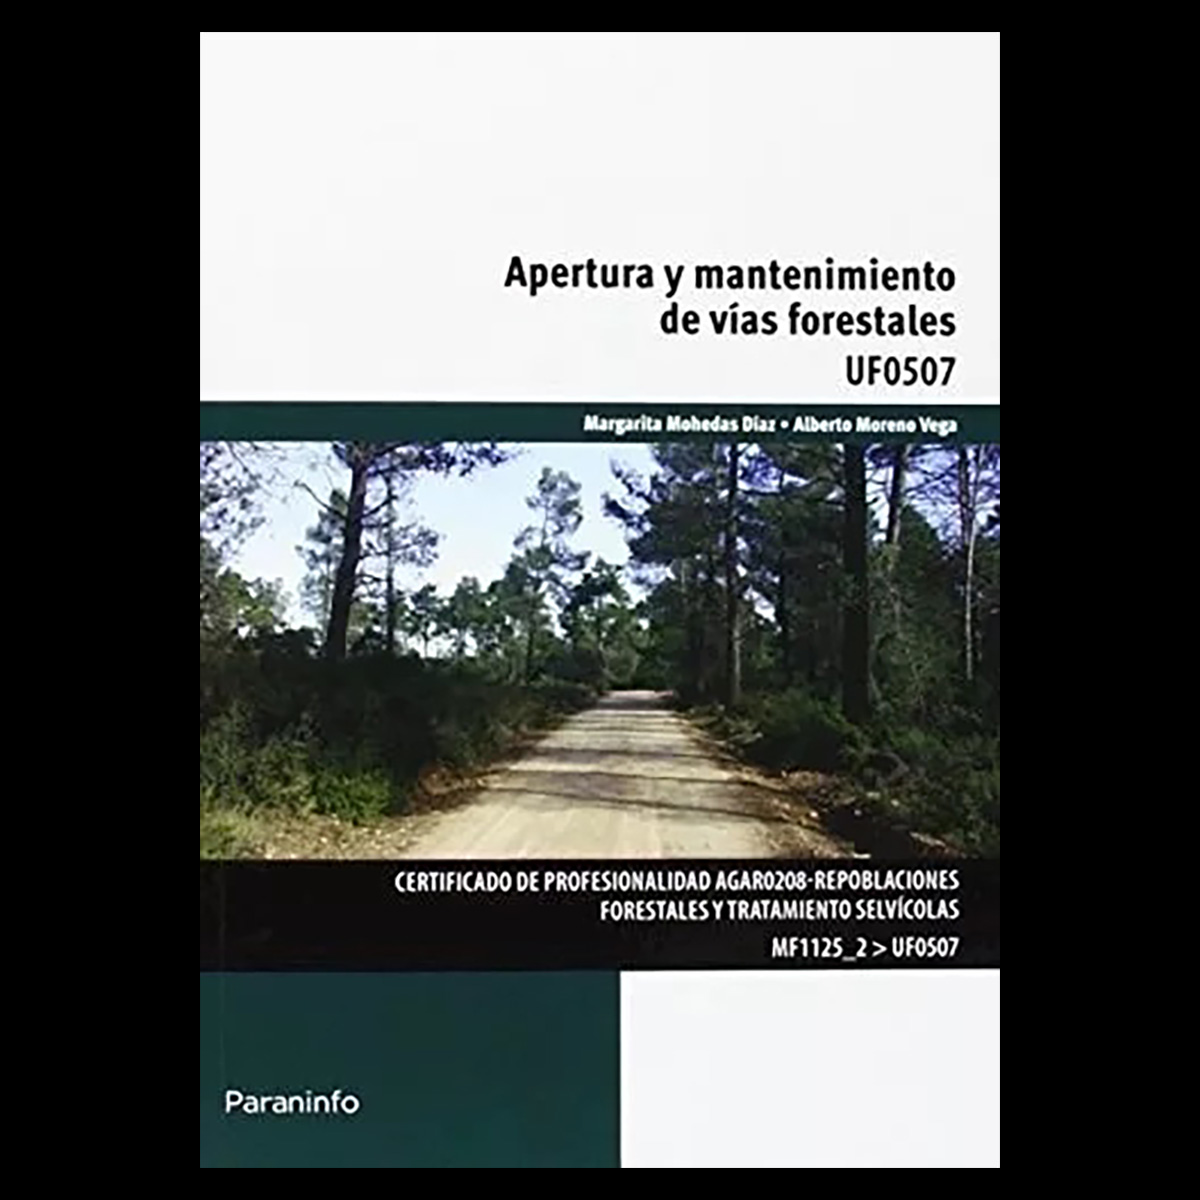 Apertura y mantenimiento
de vías forestales
UF0507
Margarita Mohedas Díaz • Alberto Moreno Vega
CERTIFICADO DE PROFESIONALIDAD AGAR0208-REPOBLACIONES
FORESTALES Y TRATAMIENTO SELVÍCOLAS
MF1125_2 > UF0507
Paraninfo